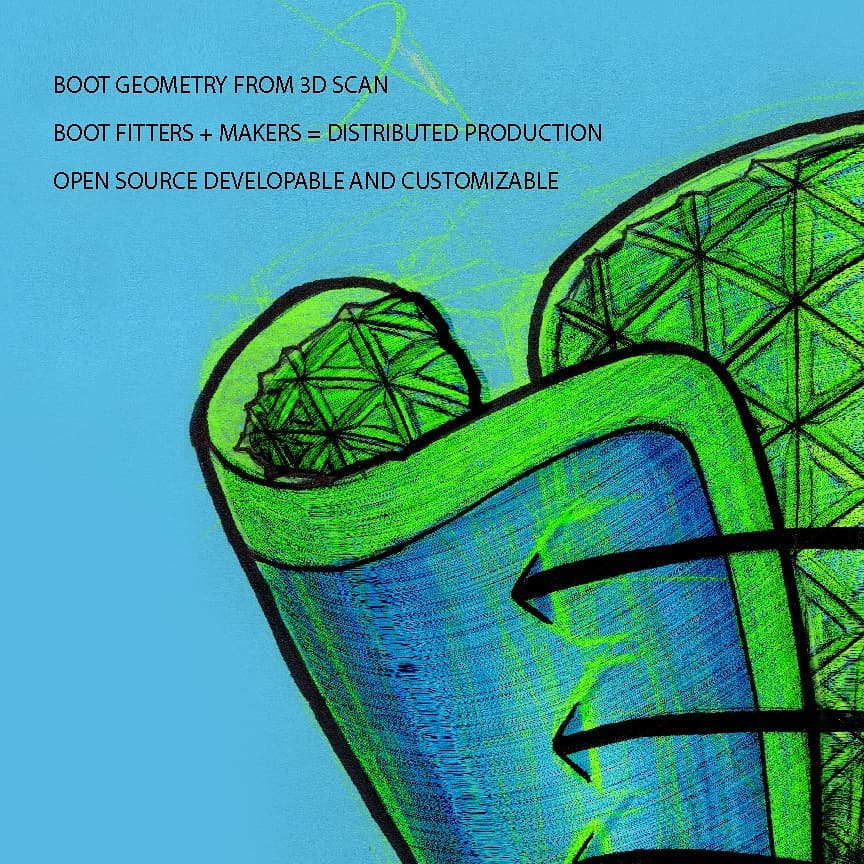 BOOT GEOMETRY FROM 3D SCAN
BOOT FITTERS + MAKERS = DISTRIBUTED PRODUCTION
OPEN SOURCE DEVELOPABLE AND CUSTOMIZABLE